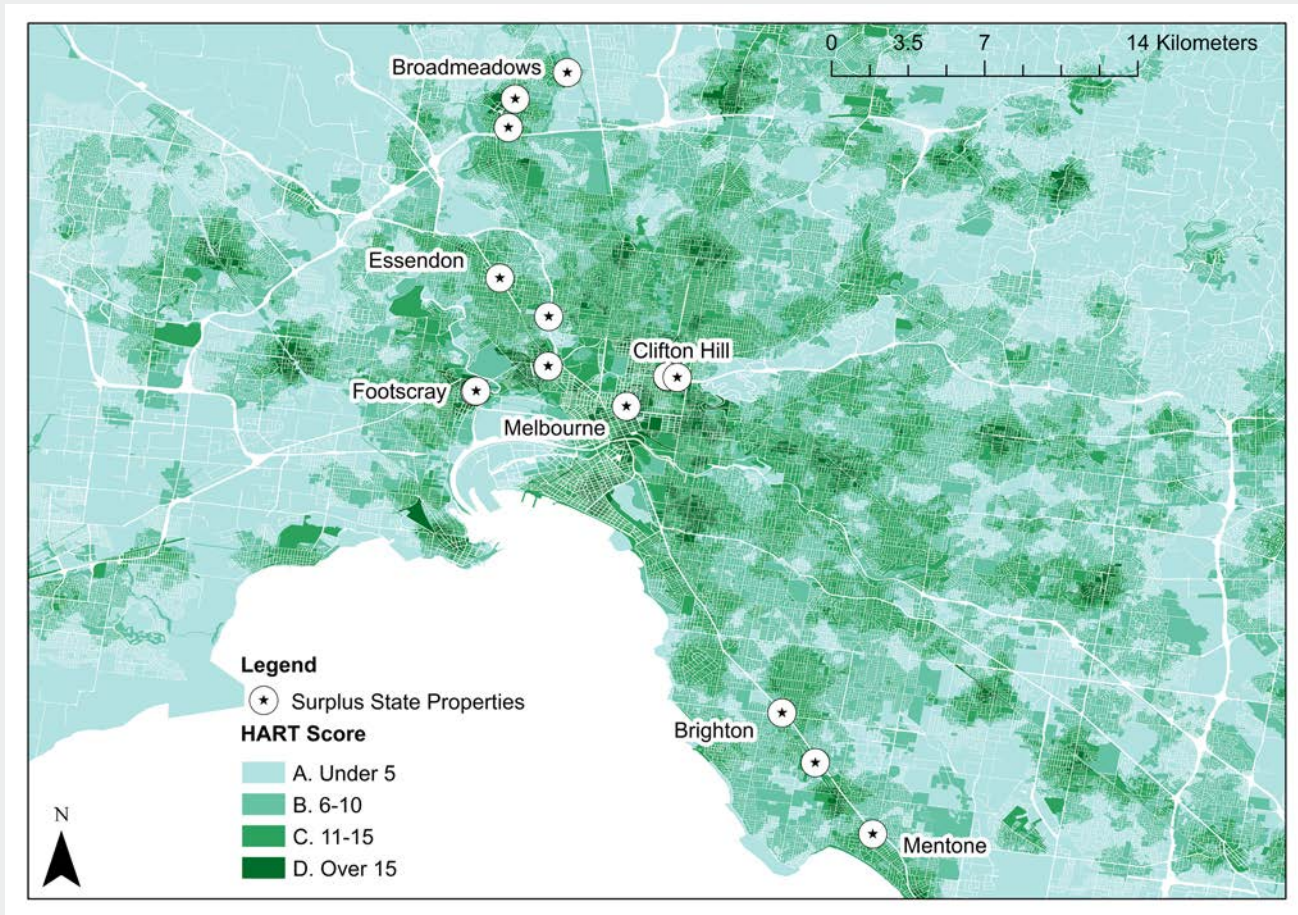 0 3.5 7 14 Kilometers
Broadmeadows
Essendon
Clifton Hill
Footscray
Melbourne
Legend
Surplus State Properties
HART Score
Brighton
A. Under 5
B. 6-10
C. 11-15
D. Over 15
N
Mentone